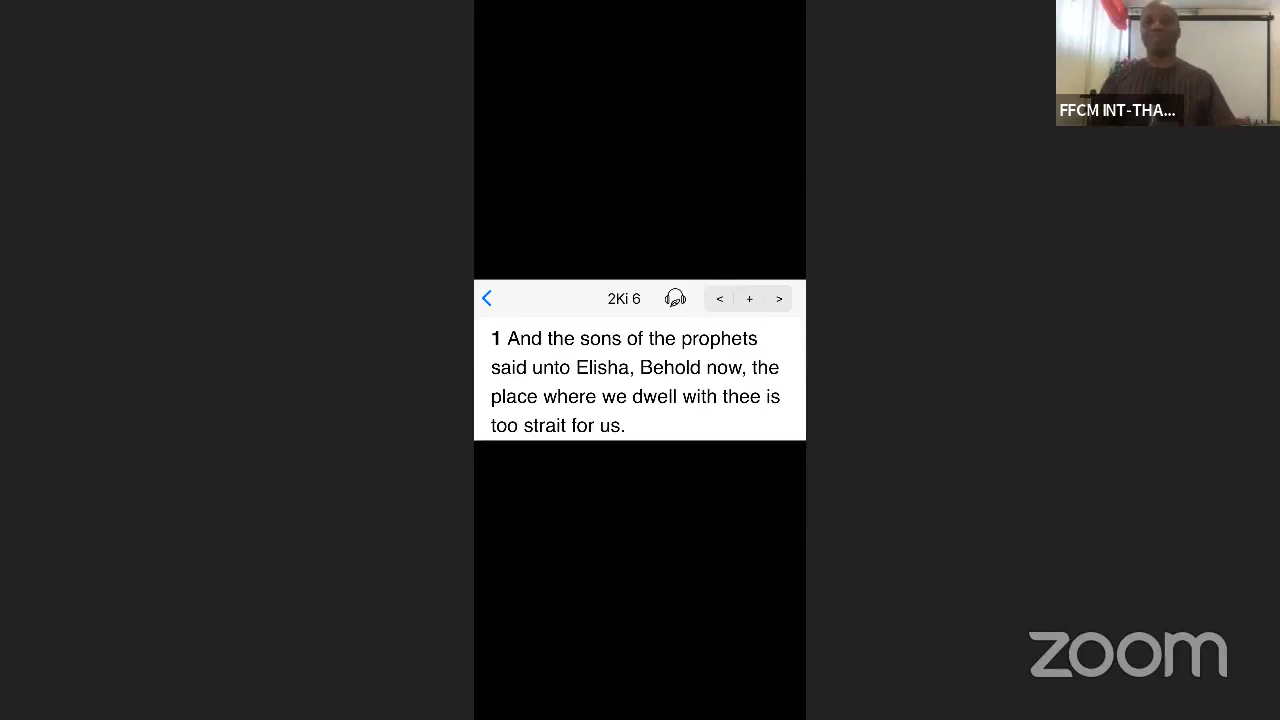 FFCM INT-THA...
2Ki 6
< + >
1 And the sons of the prophets
said unto Elisha, Behold now, the
place where we dwell with thee is
too strait for us.
zoom